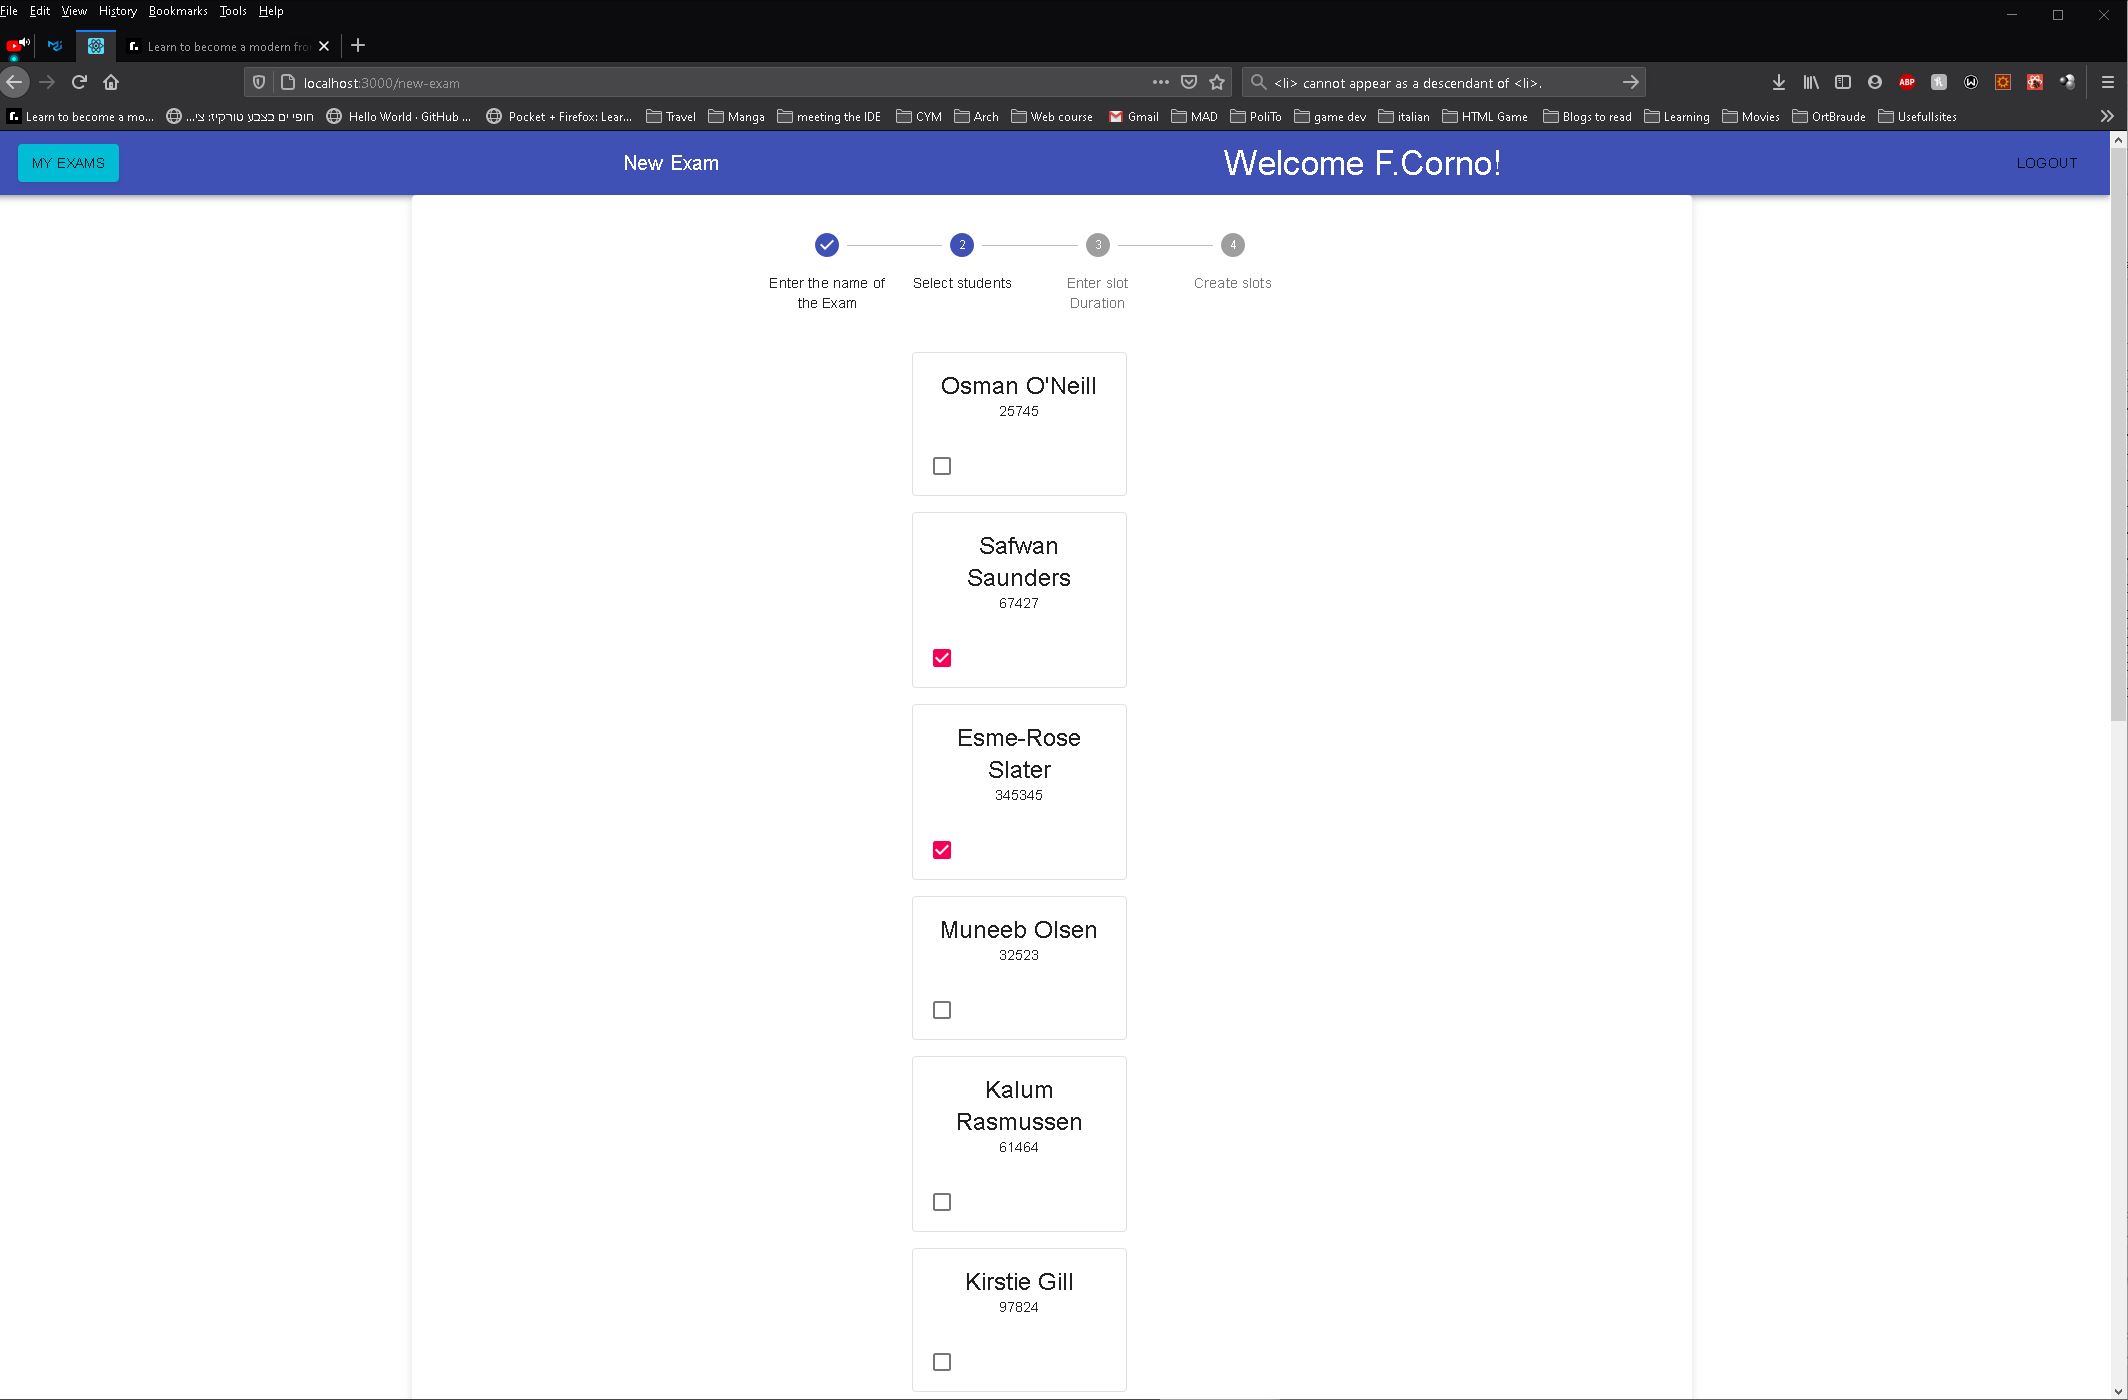 File Edit View History Bookmarks Tools Help
Learn to become a modern fro
localhost:3000/new-exam
<li> cannot appear as a descendant of <li>.
ABP
Learn to become a mo...
חופי ים בצבע טורקיז: צי...
Hello World · GitHub ...
Pocket + Firefox: Lear...
Travel
Manga
meeting the IDE
CYM
Arch
Web course
Gmail
MAD
PoliTo
game dev
italian
HTML Game
Blogs to read
Learning
Movies
OrtBraude
Usefullsites
MY EXAMS
New Exam
Welcome F.Corno!
LOGOUT
2
3
4
Enter the name of
the Exam
Select students
Enter slot
Duration
Create slots
Osman O'Neill
25745
Safwan
Saunders
67427
Esme-Rose
Slater
345345
Muneeb Olsen
32523
Kalum
Rasmussen
61464
Kirstie Gill
97824